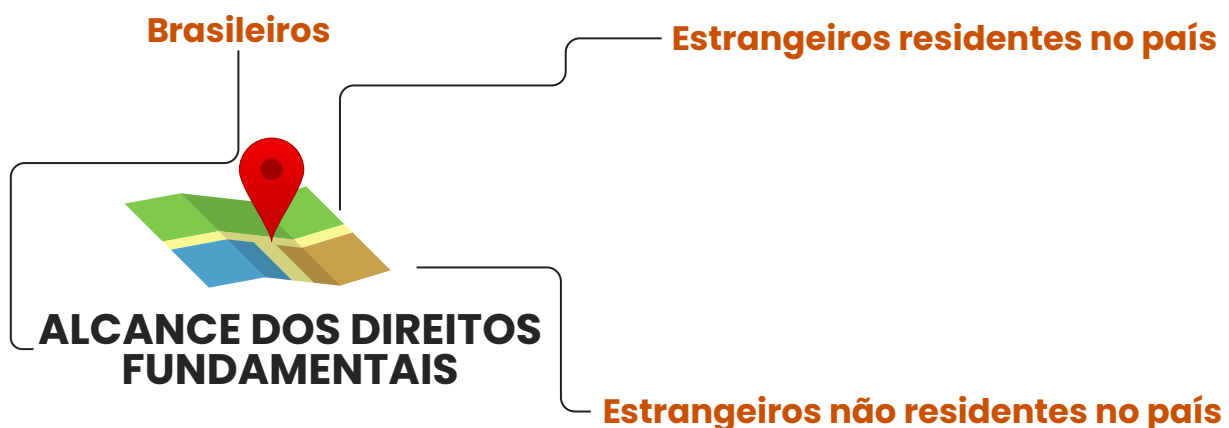 Brasileiros
Estrangeiros residentes no país
ALCANCE DOS DIREITOS
FUNDAMENTAIS
Estrangeiros não residentes no país